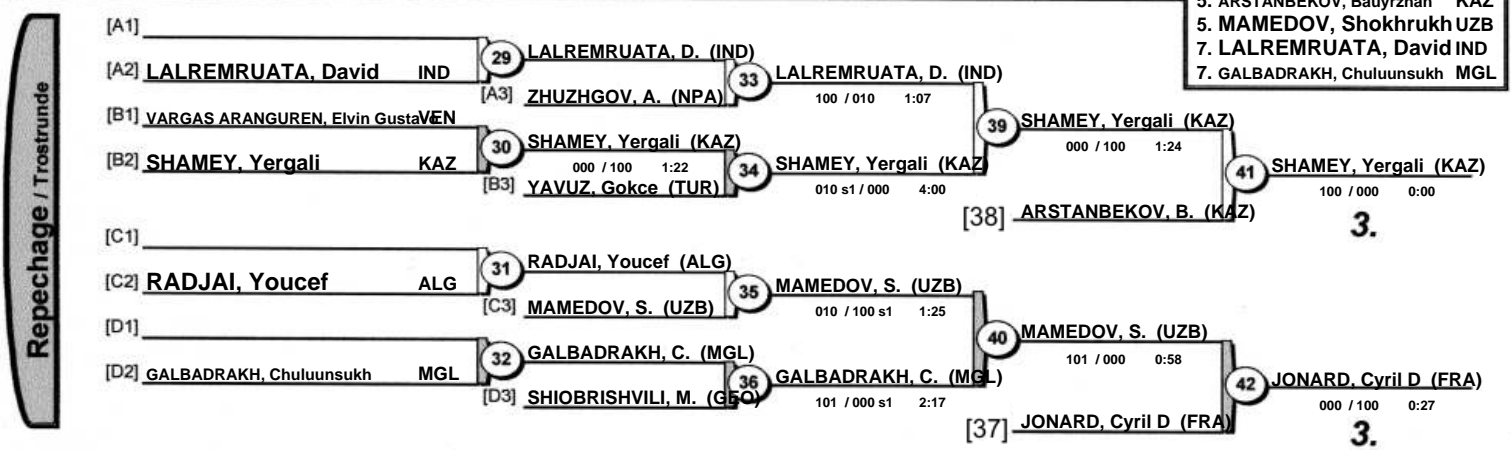 5. ARSTANBEKOV, Bauyrzhan KAZ
5. MAMEDOV, Shokhrukh UZB
7. LALREMRUATA, David IND
7. GALBADRAKH, Chuluunsukh MGL
Repechage / Trostrunde
[A1]
[A2] LALREMRUATA, David IND
29 LALREMRUATA, D. (IND)
[A3] ZHUZHGOV, A. (NPA)
33 LALREMRUATA, D. (IND)
100 / 010 1:07
[B1] VARGAS ARANGUREN, Elvin Gustavo VEN
[B2] SHAMEY, Yergali KAZ
30 SHAMEY, Yergali (KAZ)
000 / 100 1:22
[B3] YAVUZ, Gokce (TUR)
34 SHAMEY, Yergali (KAZ)
010 s1 / 000 4:00
39 SHAMEY, Yergali (KAZ)
000 / 100 1:24
[38] ARSTANBEKOV, B. (KAZ)
41 SHAMEY, Yergali (KAZ)
100 / 000 0:00
3.
[C1]
[C2] RADJAI, Youcef ALG
31 RADJAI, Youcef (ALG)
[C3] MAMEDOV, S. (UZB)
35 MAMEDOV, S. (UZB)
010 / 100 s1 1:25
[D1]
[D2] GALBADRAKH, Chuluunsukh MGL
32 GALBADRAKH, C. (MGL)
[D3] SHIOBRISHVILI, M. (GEO)
36 GALBADRAKH, C. (MGL)
101 / 000 s1 2:17
40 MAMEDOV, S. (UZB)
101 / 000 0:58
[37] JONARD, Cyril D (FRA)
42 JONARD, Cyril D (FRA)
000 / 100 0:27
3.